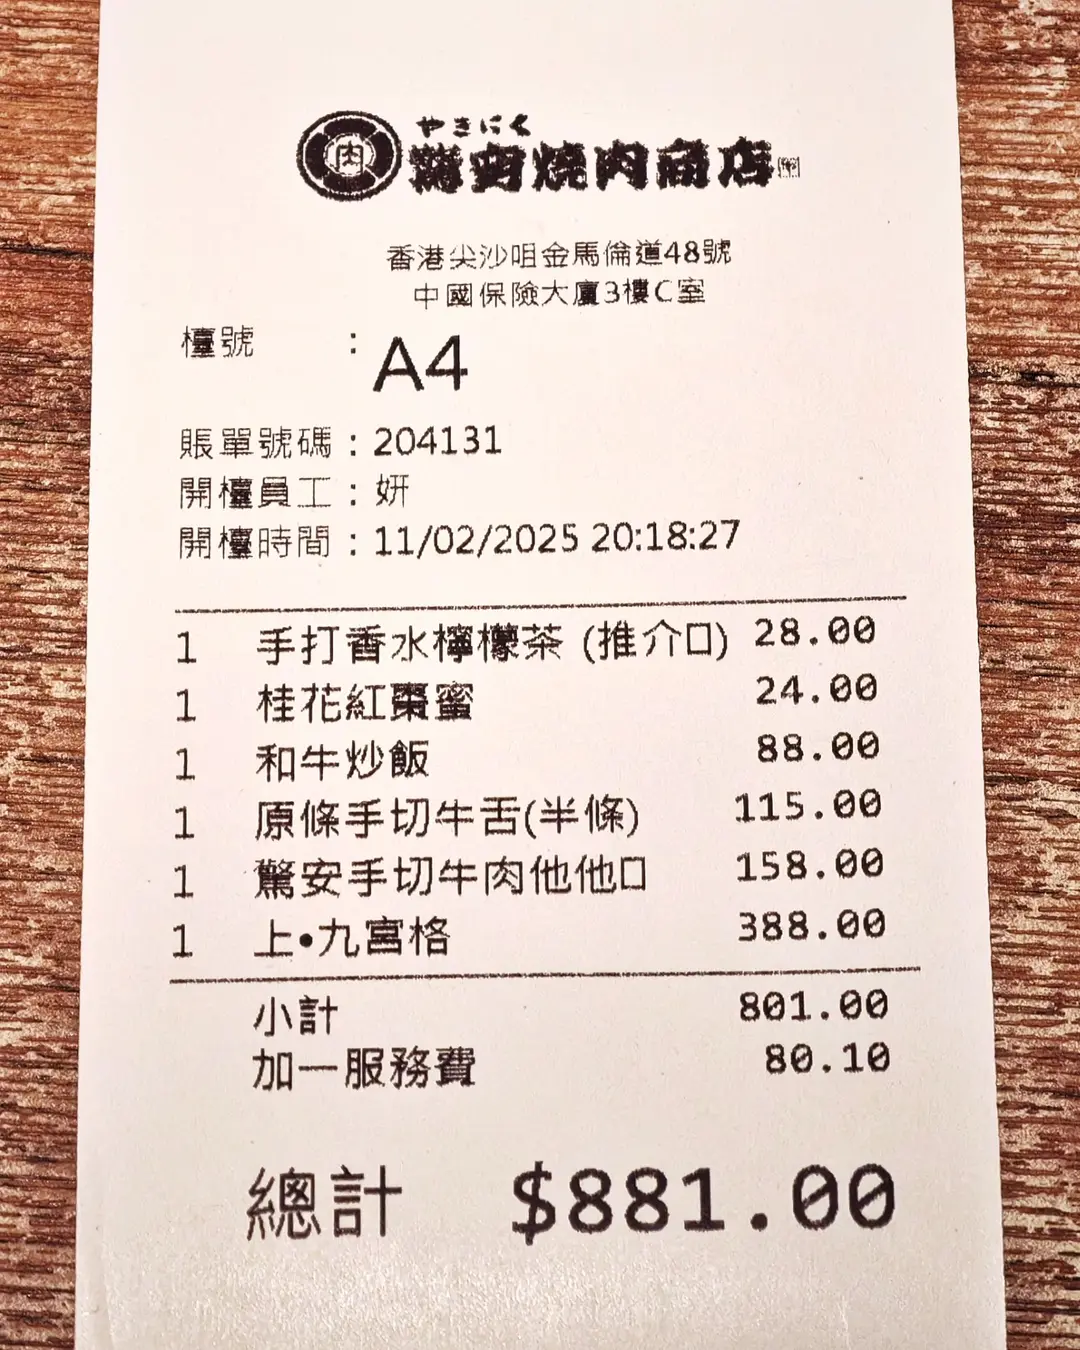 肉
やきにく
驚安燒肉商店
香港尖沙咀金馬倫道48號
中國保險大廈3樓C室
檯號 : A4
賬單號碼 : 204131
開檯員工 : 妍
開檯時間 : 11/02/2025 20:18:27
1 手打香水檸檬茶 (推介口) 28.00
1 桂花紅棗蜜 24.00
1 和牛炒飯 88.00
1 原條手切牛舌(半條) 115.00
1 驚安手切牛肉他他口 158.00
1 上•九宮格 388.00
小計 801.00
加一服務費 80.10
總計 $881.00